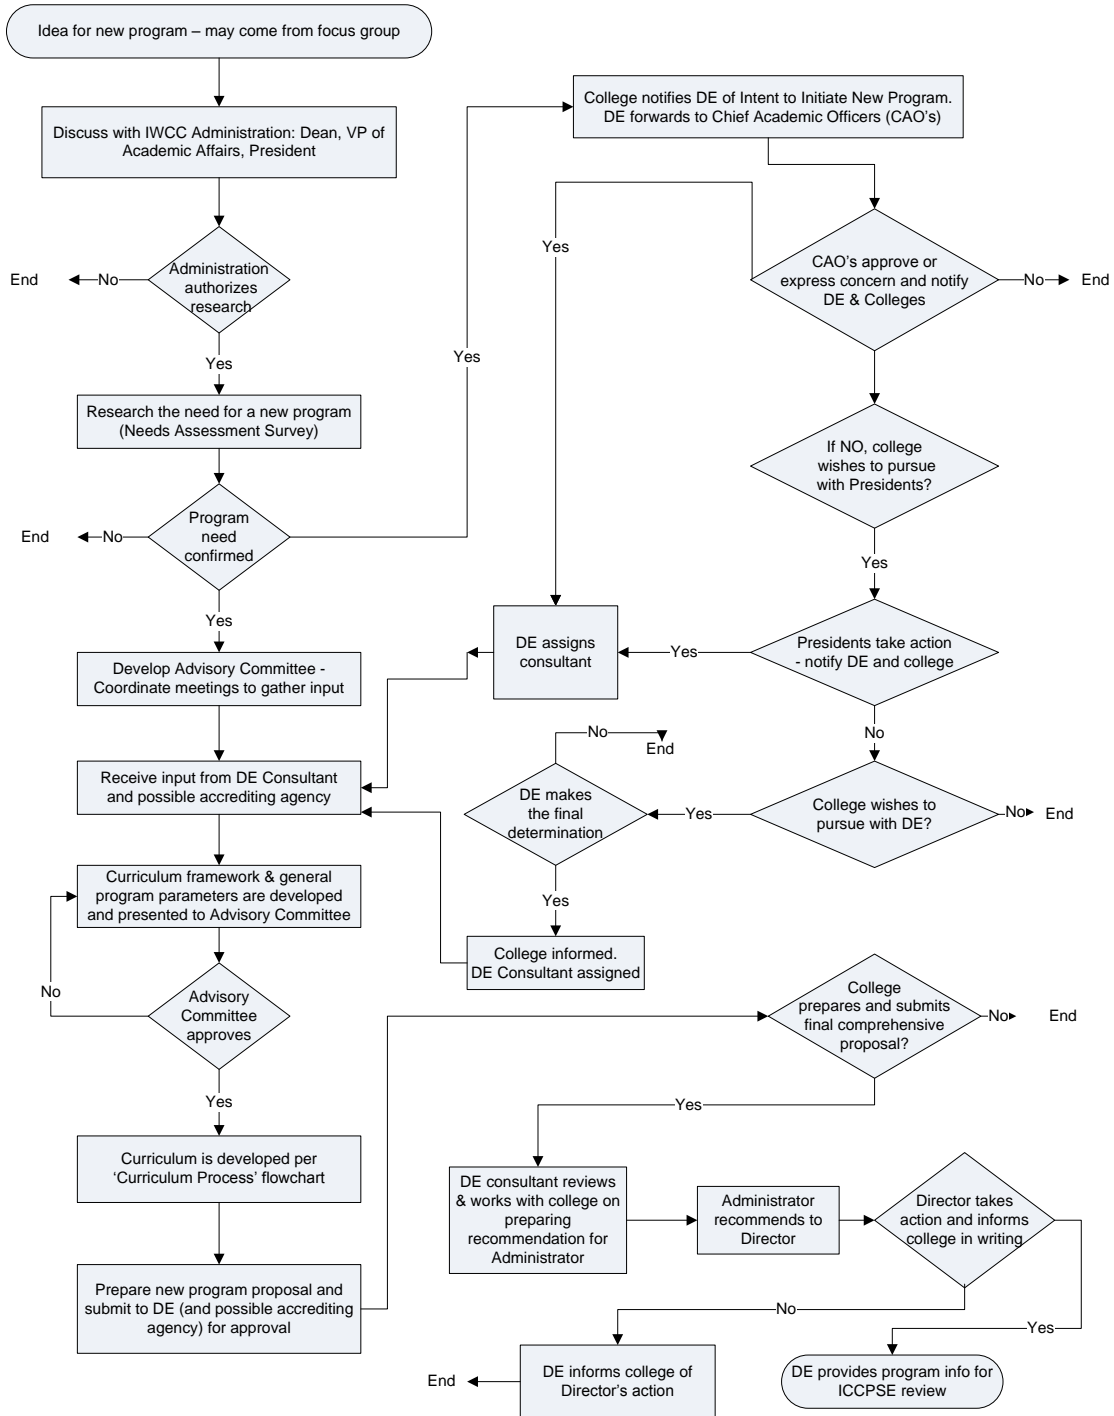 Idea for new program – may come from focus group
Discuss with IWCC Administration: Dean, VP of
Academic Affairs, President
Administration
authorizes
research
No
End
Yes
Research the need for a new program
(Needs Assessment Survey)
Program
need
confirmed
No
End
Yes
Yes
Develop Advisory Committee -
Coordinate meetings to gather input
Receive input from DE Consultant
and possible accrediting agency
Curriculum framework & general
program parameters are developed
and presented to Advisory Committee
Advisory
Committee
approves
No
Yes
Curriculum is developed per
‘Curriculum Process’ flowchart
Prepare new program proposal and
submit to DE (and possible accrediting
agency) for approval
College notifies DE of Intent to Initiate New Program.
DE forwards to Chief Academic Officers (CAO’s)
CAO’s approve or
express concern and notify
DE & Colleges
Yes
No
End
If NO, college
wishes to pursue
with Presidents?
Yes
Presidents take action
- notify DE and college
Yes
DE assigns
consultant
No
College wishes to
pursue with DE?
No
End
Yes
DE makes
the final
determination
No
End
Yes
College informed.
DE Consultant assigned
College
prepares and submits
final comprehensive
proposal?
No
End
Yes
DE consultant reviews
& works with college on
preparing
recommendation for
Administrator
Administrator
recommends to
Director
Director takes
action and informs
college in writing
No
Yes
DE informs college of
Director’s action
End
DE provides program info for
ICCPSE review